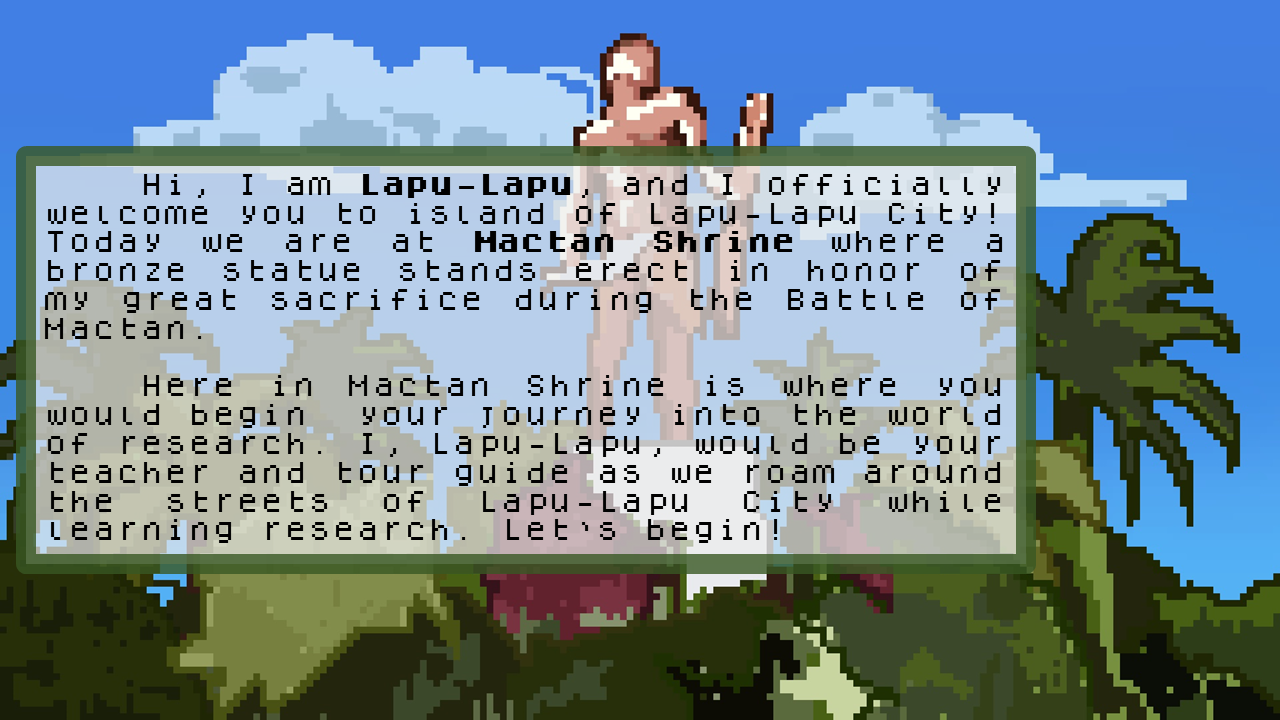 Hi, I am Lapu-Lapu, and I officially
welcome you to island of Lapu-Lapu City!
Today we are at Mactan Shrine where a
bronze statue stands erect in honor of
my great sacrifice during the Battle of
Mactan.
Here in Mactan Shrine is where you
would begin your journey into the world
of research. I, Lapu-Lapu, would be your
teacher and tour guide as we roam around
the streets of Lapu-Lapu City while
learning research. Let's begin!